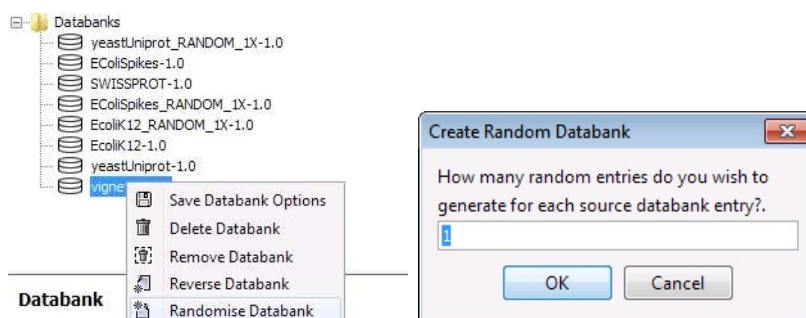 Databanks
yeastUniprot_RANDOM_1X-1.0
EColiSpikes-1.0
SWISSPROT-1.0
EColiSpikes_RANDOM_1X-1.0
EcoliK12_RANDOM_1X-1.0
EcoliK12-1.0
yeastUniprot-1.0
Save Databank Options
Delete Databank
Remove Databank
Reverse Databank
Randomise Databank
Databank
Create Random Databank
How many random entries do you wish to
generate for each source databank entry?.
1
OK
Cancel